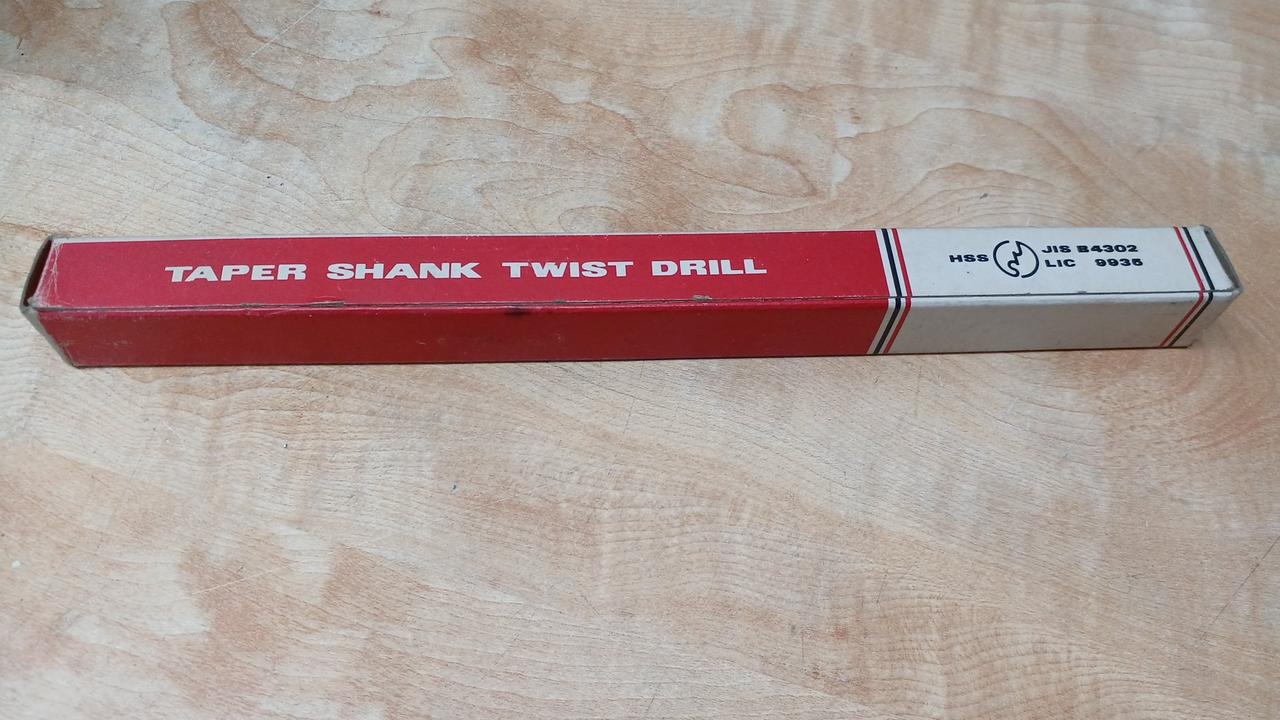 TAPER SHANK TWIST DRILL
HSS
JIS B4302
LIC 9935